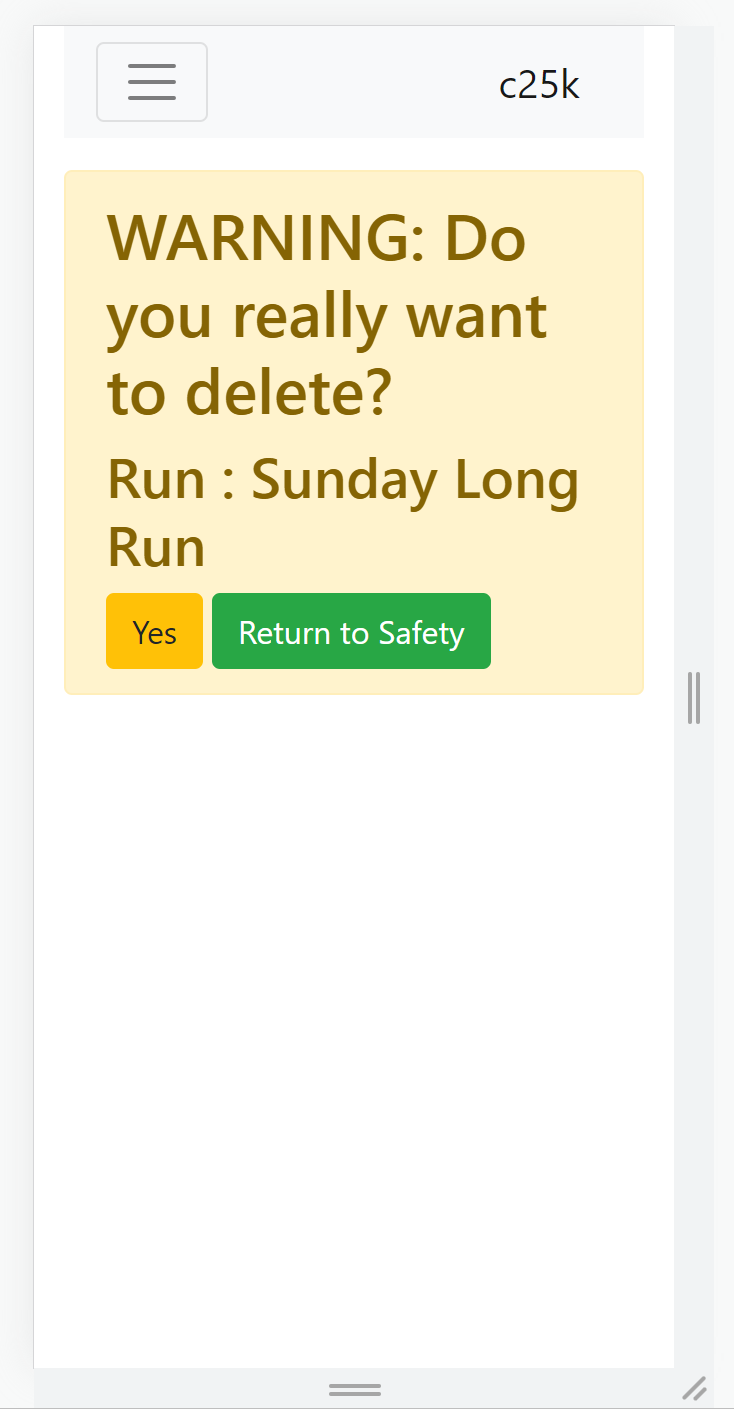 c25k
WARNING: Do
you really want
to delete?
Run : Sunday Long
Run
Yes
Return to Safety